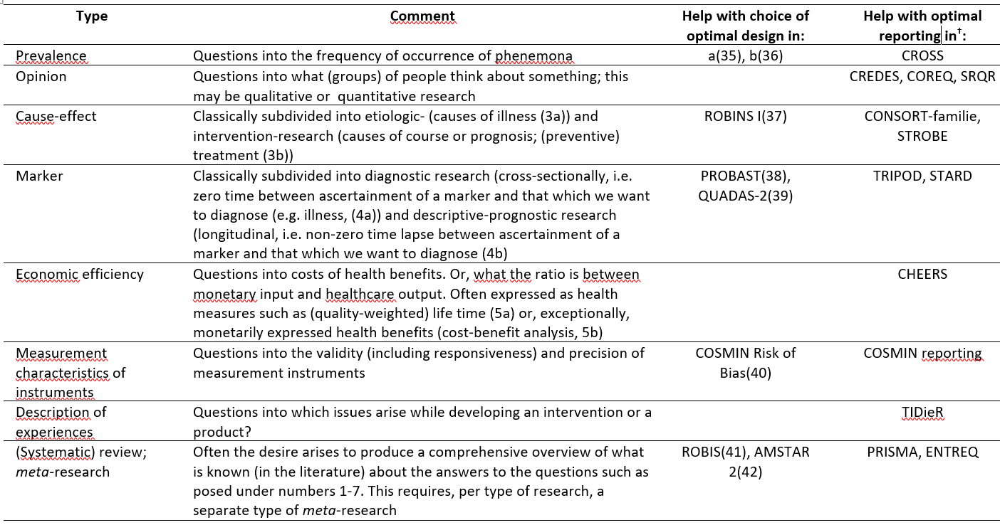 Type Comment Help with choice of Help with optimal
optimal design in: reporting in†:
Prevalence Questions into the frequency of occurrence of phenemona a(35), b(36) CROSS
Opinion Questions into what (groups) of people think about something; this CREDES, COREQ, SRQR
may be qualitative or quantitative research
Cause-effect Classically subdivided into etiologic- (causes of illness (3a)) and ROBINS I(37) CONSORT-familie,
intervention-research (causes of course or prognosis; (preventive) STROBE
treatment (3b))
Marker Classically subdivided into diagnostic research (cross-sectionally, i.e. PROBAST(38), TRIPOD, STARD
zero time between ascertainment of a marker and that which we want QUADAS-2(39)
to diagnose (e.g. illness, (4a)) and descriptive-prognostic research
(longitudinal, i.e. non-zero time lapse between ascertainment of a
marker and that which we want to diagnose (4b)
Economic efficiency Questions into costs of health benefits. Or, what the ratio is between CHEERS
monetary input and healthcare output. Often expressed as health
measures such as (quality-weighted) life time (5a) or, exceptionally,
monetarily expressed health benefits (cost-benefit analysis, 5b)
Measurement Questions into the validity (including responsiveness) and precision of COSMIN Risk of COSMIN reporting
characteristics of measurement instruments Bias(40)
instruments
Description of Questions into which issues arise while developing an intervention or a TIDieR
experiences product?
(Systematic) review; Often the desire arises to produce a comprehensive overview of what ROBIS(41), AMSTAR PRISMA, ENTREQ
meta-research is known (in the literature) about the answers to the questions such as 2(42)
posed under numbers 1-7. This requires, per type of research, a
separate type of meta-research